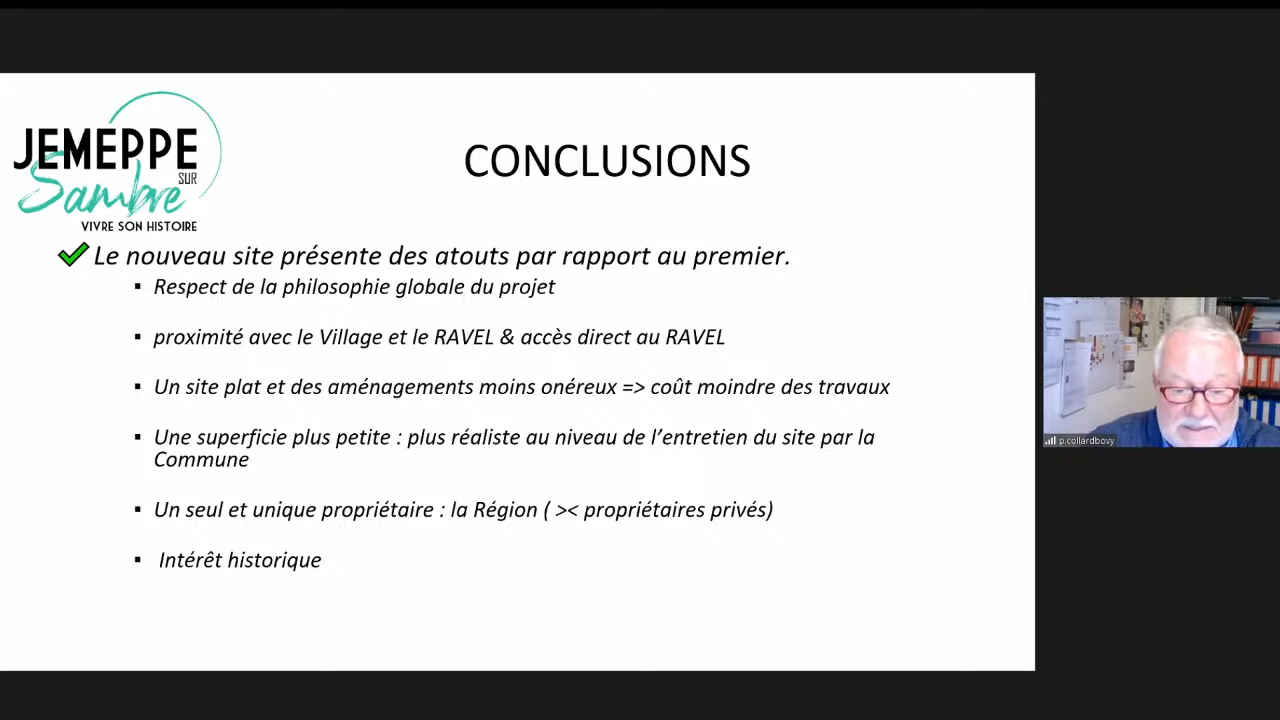 JEMEPPE
SUR
Sambre
VIVRE SON HISTOIRE
CONCLUSIONS
Le nouveau site présente des atouts par rapport au premier.
▪ Respect de la philosophie globale du projet
▪ proximité avec le Village et le RAVEL & accès direct au RAVEL
▪ Un site plat et des aménagements moins onéreux => coût moindre des travaux
▪ Une superficie plus petite : plus réaliste au niveau de l’entretien du site par la
Commune
▪ Un seul et unique propriétaire : la Région ( >< propriétaires privés)
▪ Intérêt historique
p.collardbovy